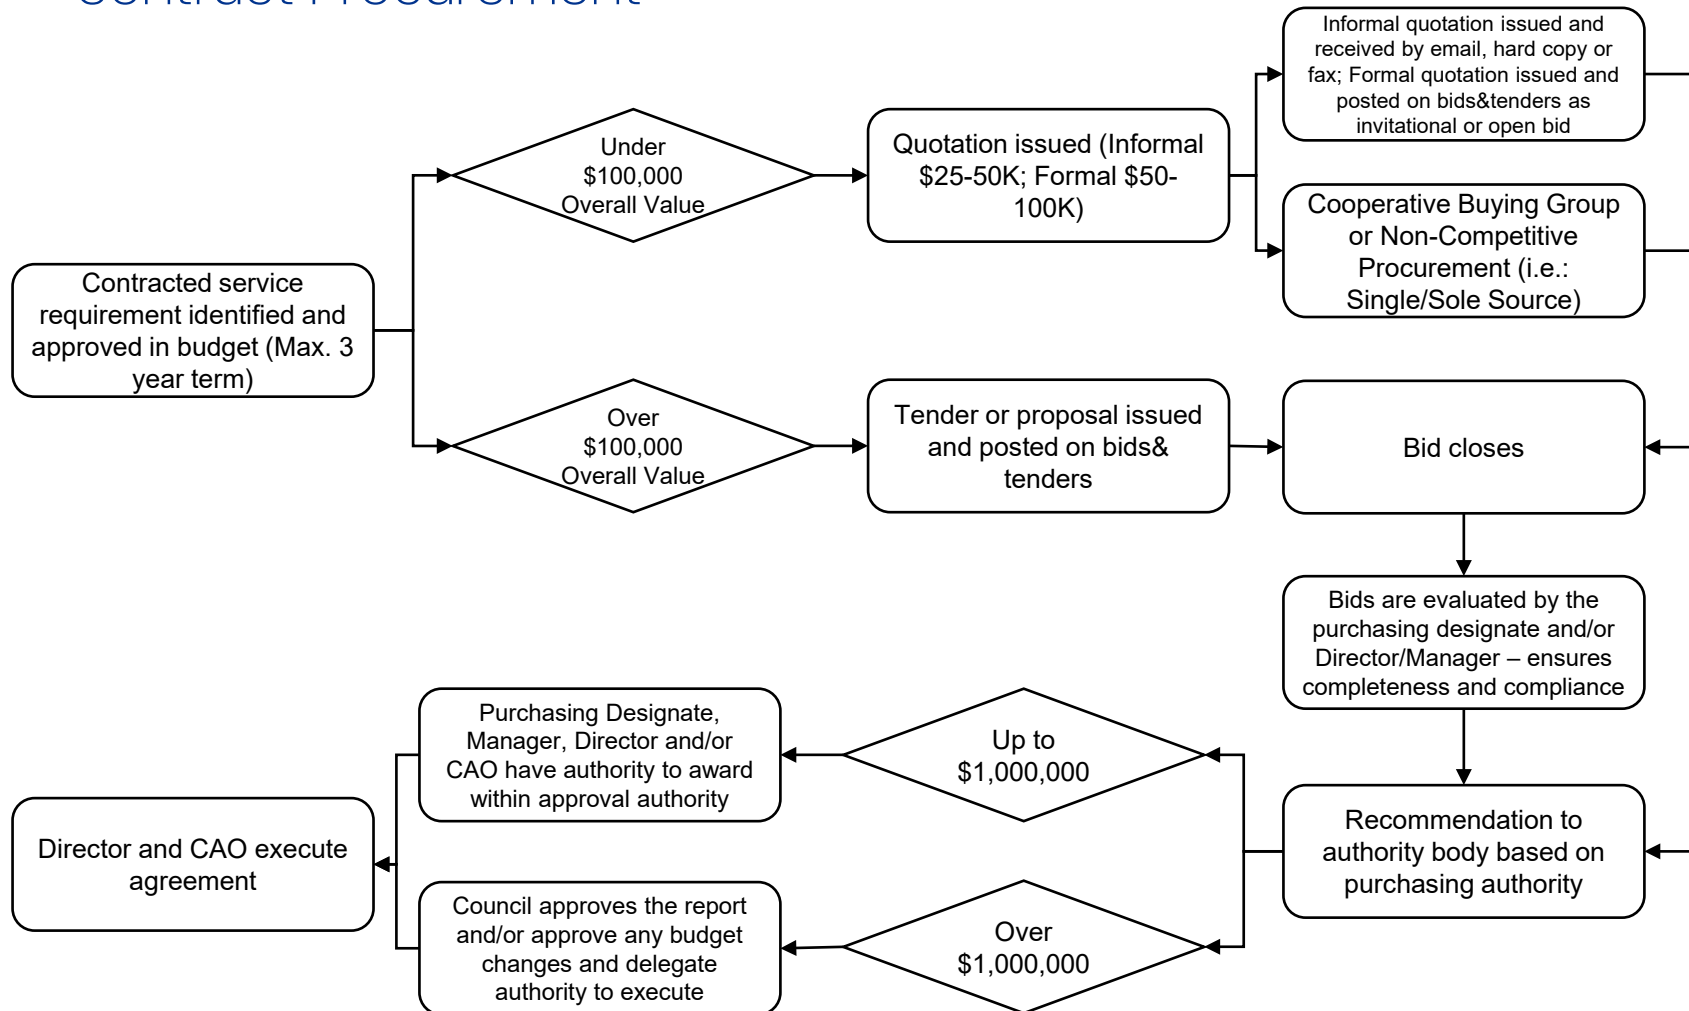 Contract Procurement
Informal quotation issued and
received by email, hard copy or
fax; Formal quotation issued and
posted on bids&tenders as
invitational or open bid
Under
$100,000
Overall Value
Quotation issued (Informal
$25-50K; Formal $50-
100K)
Cooperative Buying Group
or Non-Competitive
Procurement (i.e.:
Single/Sole Source)
Contracted service
requirement identified and
approved in budget (Max. 3
year term)
Over
$100,000
Overall Value
Tender or proposal issued
and posted on bids&
tenders
Bid closes
Bids are evaluated by the
purchasing designate and/or
Director/Manager – ensures
completeness and compliance
Recommendation to
authority body based on
purchasing authority
Up to
$1,000,000
Purchasing Designate,
Manager, Director and/or
CAO have authority to award
within approval authority
Over
$1,000,000
Council approves the report
and/or approve any budget
changes and delegate
authority to execute
Director and CAO execute
agreement